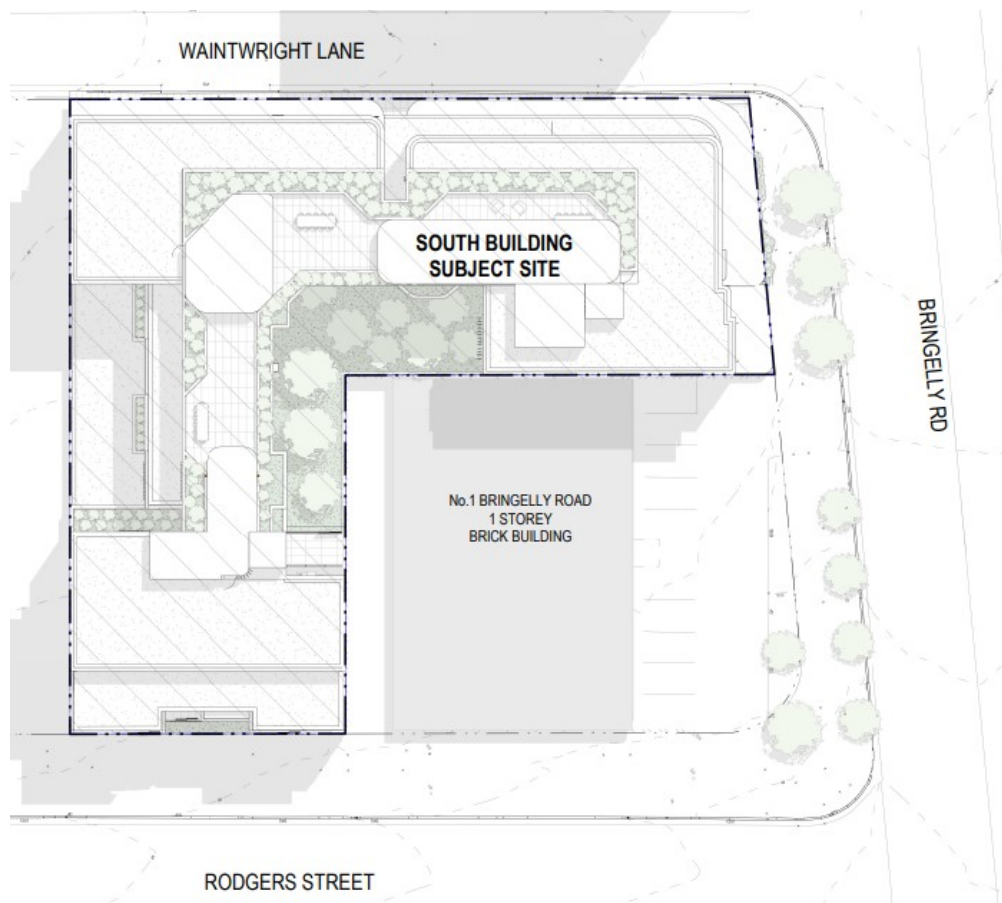 WAINTWRIGHT LANE
SOUTH BUILDING
SUBJECT SITE
BRINGELLY RD
No.1 BRINGELLY ROAD
1 STOREY
BRICK BUILDING
RODGERS STREET